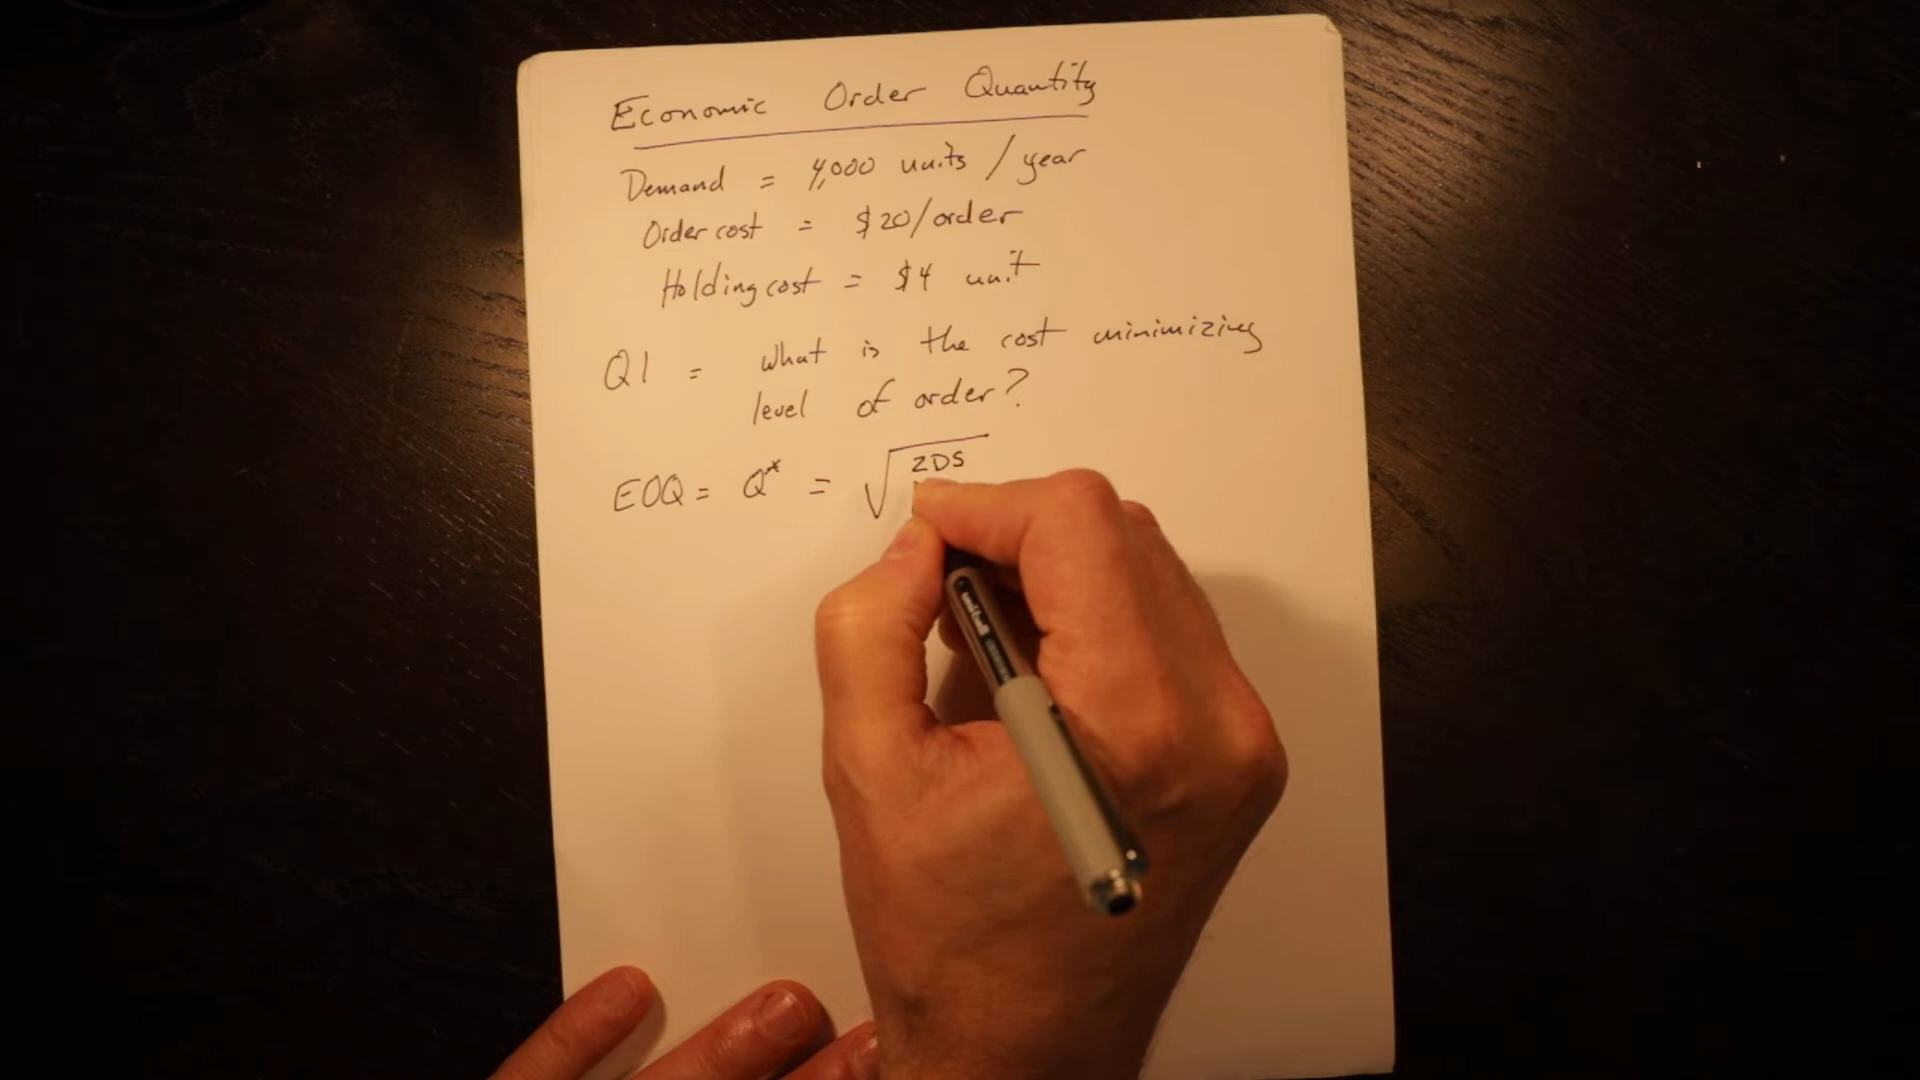 Economic Order Quantity
Demand = 4,000 units / year
Order cost = $20/order
Holding cost = $4 unit
Q1 = what is the cost minimizing
level of order?
EOQ = Q* = √2DS
uniball